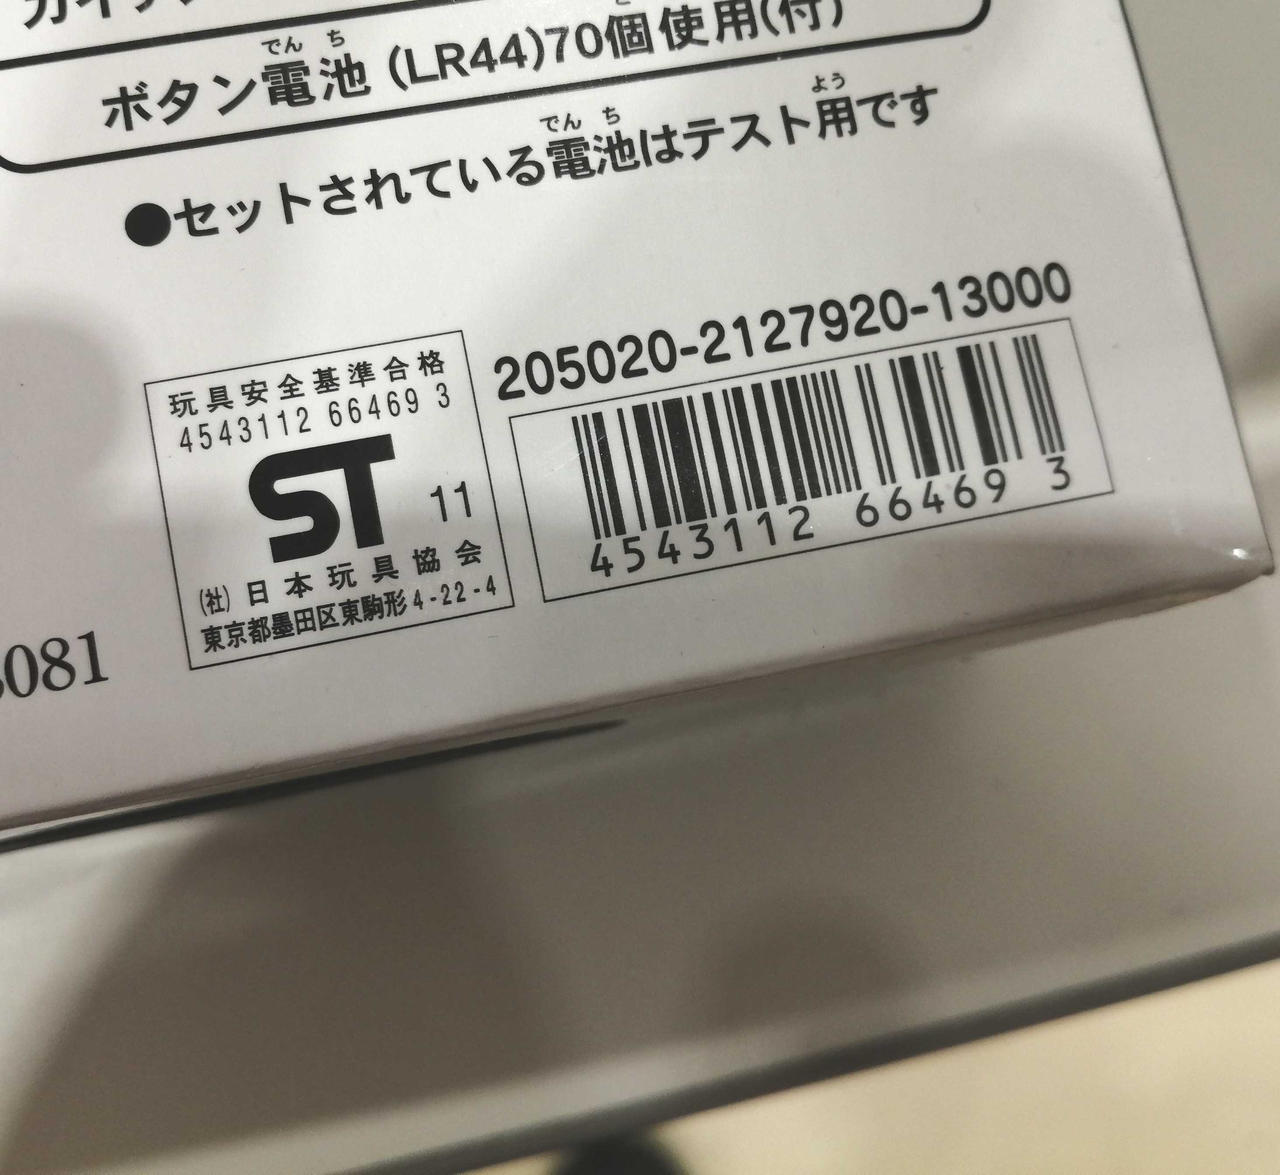 ボタン電池 (LR44)70個使用(付)
●セットされている電池はテスト用です
205020-2127920-13000
玩具安全基準合格
4543112 66469 3
ST 11
(社)日本玩具協会
東京都墨田区東駒形4-22-4
4543112 66469 3
081